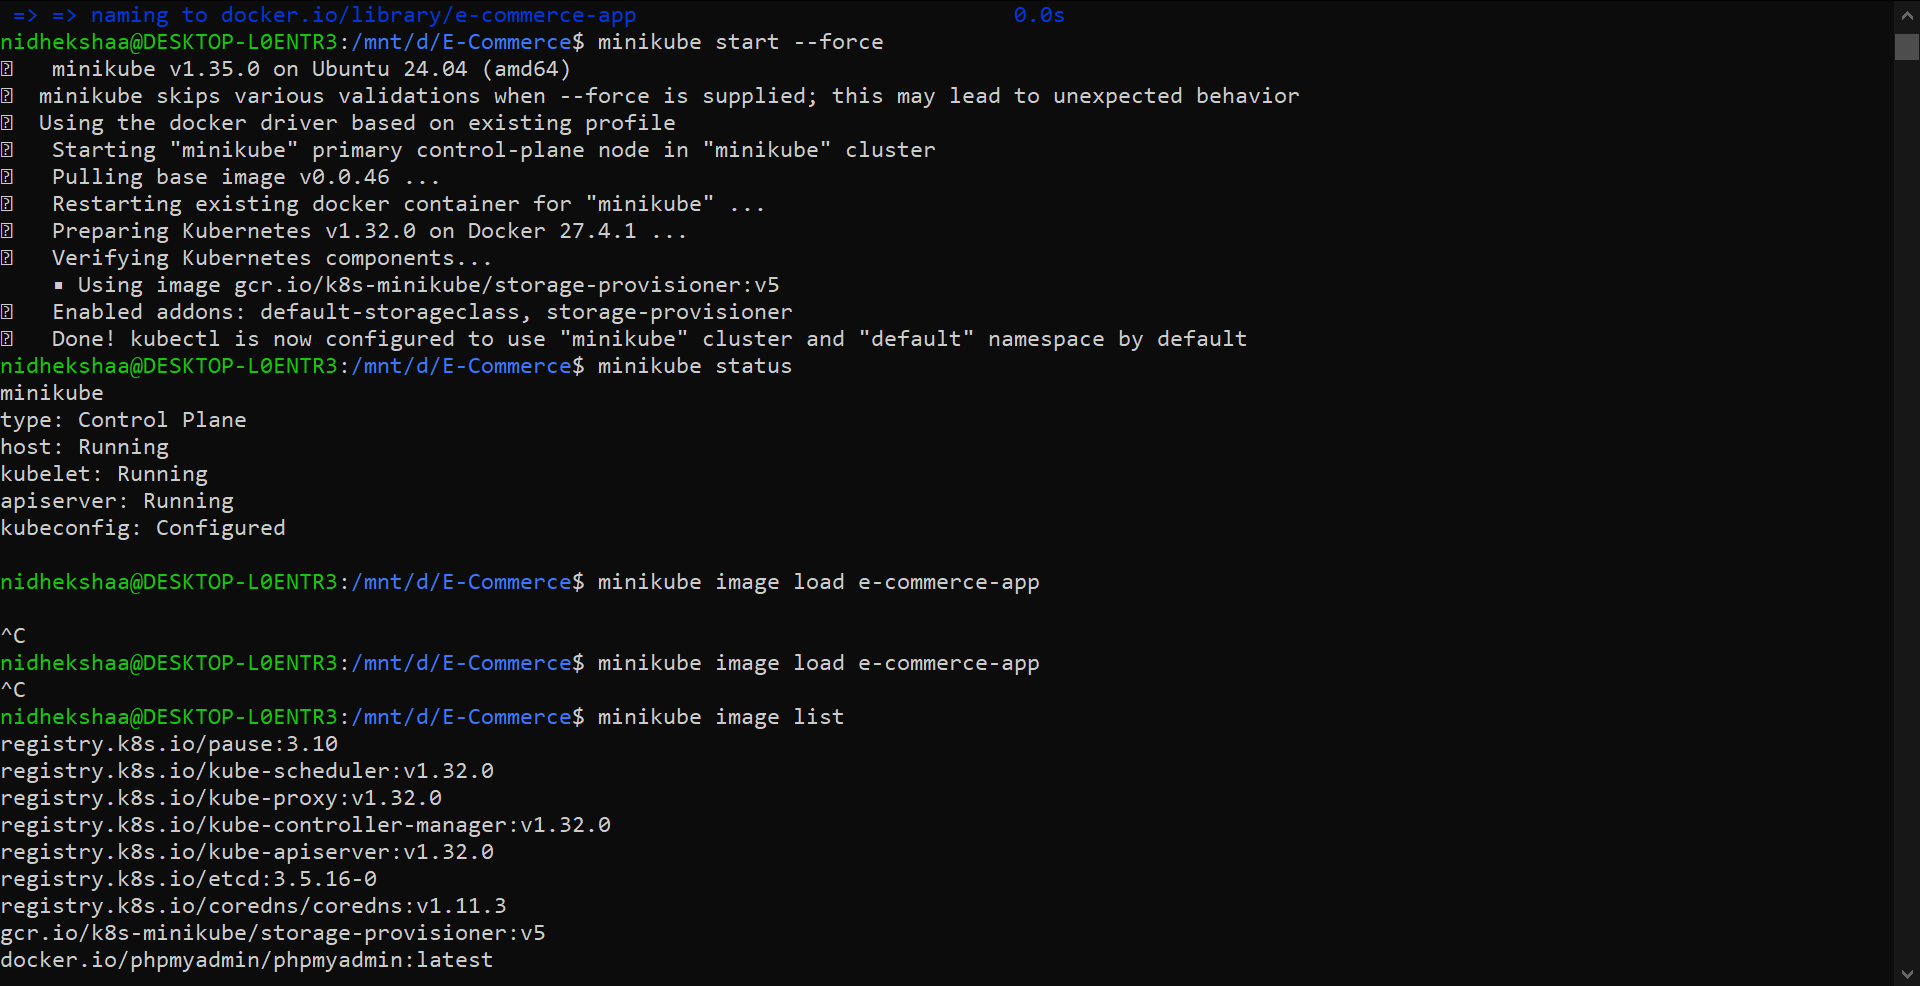 => => naming to docker.io/library/e-commerce-app 0.0s
nidhekshaa@DESKTOP-L0ENTR3:/mnt/d/E-Commerce$ minikube start --force
minikube v1.35.0 on Ubuntu 24.04 (amd64)
minikube skips various validations when --force is supplied; this may lead to unexpected behavior
Using the docker driver based on existing profile
Starting "minikube" primary control-plane node in "minikube" cluster
Pulling base image v0.0.46 ...
Restarting existing docker container for "minikube" ...
Preparing Kubernetes v1.32.0 on Docker 27.4.1 ...
Verifying Kubernetes components...
▪ Using image gcr.io/k8s-minikube/storage-provisioner:v5
Enabled addons: default-storageclass, storage-provisioner
Done! kubectl is now configured to use "minikube" cluster and "default" namespace by default
nidhekshaa@DESKTOP-L0ENTR3:/mnt/d/E-Commerce$ minikube status
minikube
type: Control Plane
host: Running
kubelet: Running
apiserver: Running
kubeconfig: Configured
nidhekshaa@DESKTOP-L0ENTR3:/mnt/d/E-Commerce$ minikube image load e-commerce-app
^C
nidhekshaa@DESKTOP-L0ENTR3:/mnt/d/E-Commerce$ minikube image load e-commerce-app
^C
nidhekshaa@DESKTOP-L0ENTR3:/mnt/d/E-Commerce$ minikube image list
registry.k8s.io/pause:3.10
registry.k8s.io/kube-scheduler:v1.32.0
registry.k8s.io/kube-proxy:v1.32.0
registry.k8s.io/kube-controller-manager:v1.32.0
registry.k8s.io/kube-apiserver:v1.32.0
registry.k8s.io/etcd:3.5.16-0
registry.k8s.io/coredns/coredns:v1.11.3
gcr.io/k8s-minikube/storage-provisioner:v5
docker.io/phpmyadmin/phpmyadmin:latest